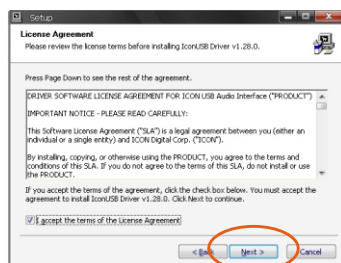 Setup
License Agreement
Please review the license terms before installing IconUSB Driver v1.28.0.
Press Page Down to see the rest of the agreement.
DRIVER SOFTWARE LICENSE AGREEMENT FOR ICON USB Audio Interface ("PRODUCT")
IMPORTANT NOTICE - PLEASE READ CAREFULLY:
This Software License Agreement ("SLA") is a legal agreement between you (either an
individual or a single entity) and ICON Digital Corp. ("ICON").
By installing, copying, or otherwise using the PRODUCT, you agree to the terms and
conditions of this SLA. If you do not agree to the terms of this SLA, do not install or use
the PRODUCT.
If you accept the terms of the agreement, click the check box below. You must accept the
agreement to install IconUSB Driver v1.28.0. Click Next to continue.
I accept the terms of the License Agreement
< Back Next > Cancel